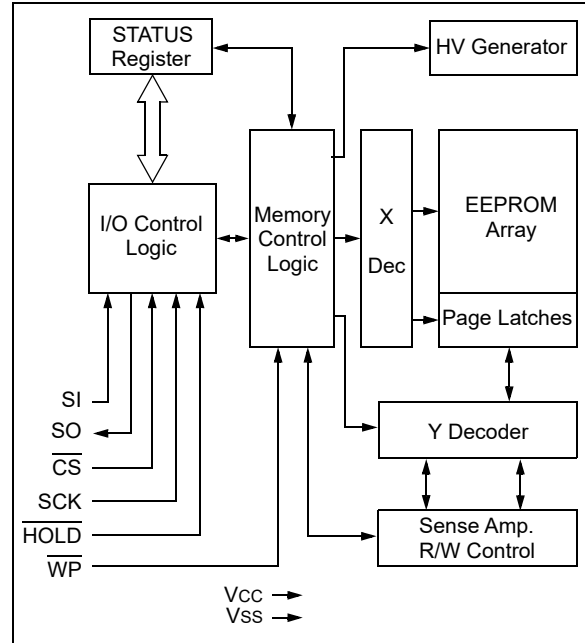 STATUS
Register
HV Generator
I/O Control
Logic
Memory
Control
Logic
X
Dec
EEPROM
Array
Page Latches
Y Decoder
Sense Amp.
R/W Control
SI
SO
CS
SCK
HOLD
WP
VCC
VSS